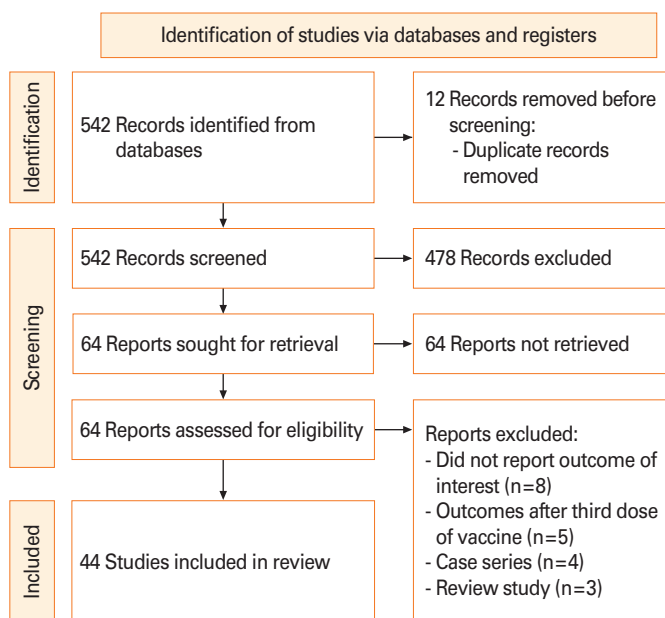 Identification of studies via databases and registers
Identification
542 Records identified from
databases
12 Records removed before
screening:
- Duplicate records
removed
Screening
542 Records screened
478 Records excluded
64 Reports sought for retrieval
64 Reports not retrieved
64 Reports assessed for eligibility
Reports excluded:
- Did not report outcome of
interest (n=8)
- Outcomes after third dose
of vaccine (n=5)
- Case series (n=4)
- Review study (n=3)
Included
44 Studies included in review